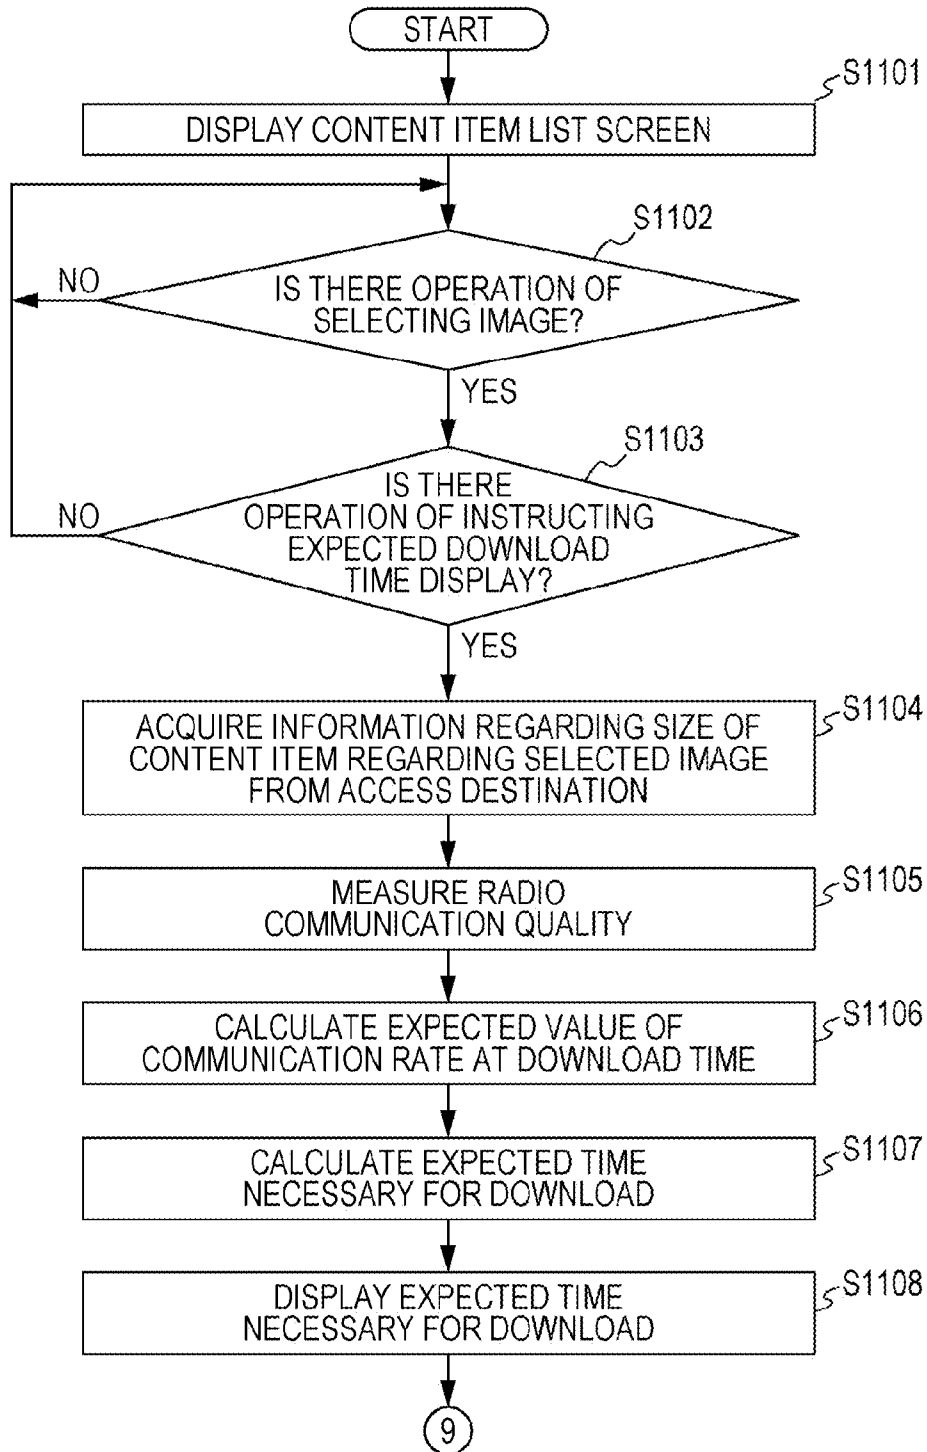 START
S1101
DISPLAY CONTENT ITEM LIST SCREEN
S1102
NO
IS THERE OPERATION OF
SELECTING IMAGE?
YES
S1103
NO
IS THERE
OPERATION OF INSTRUCTING
EXPECTED DOWNLOAD
TIME DISPLAY?
YES
S1104
ACQUIRE INFORMATION REGARDING SIZE OF
CONTENT ITEM REGARDING SELECTED IMAGE
FROM ACCESS DESTINATION
S1105
MEASURE RADIO
COMMUNICATION QUALITY
S1106
CALCULATE EXPECTED VALUE OF
COMMUNICATION RATE AT DOWNLOAD TIME
S1107
CALCULATE EXPECTED TIME
NECESSARY FOR DOWNLOAD
S1108
DISPLAY EXPECTED TIME
NECESSARY FOR DOWNLOAD
9